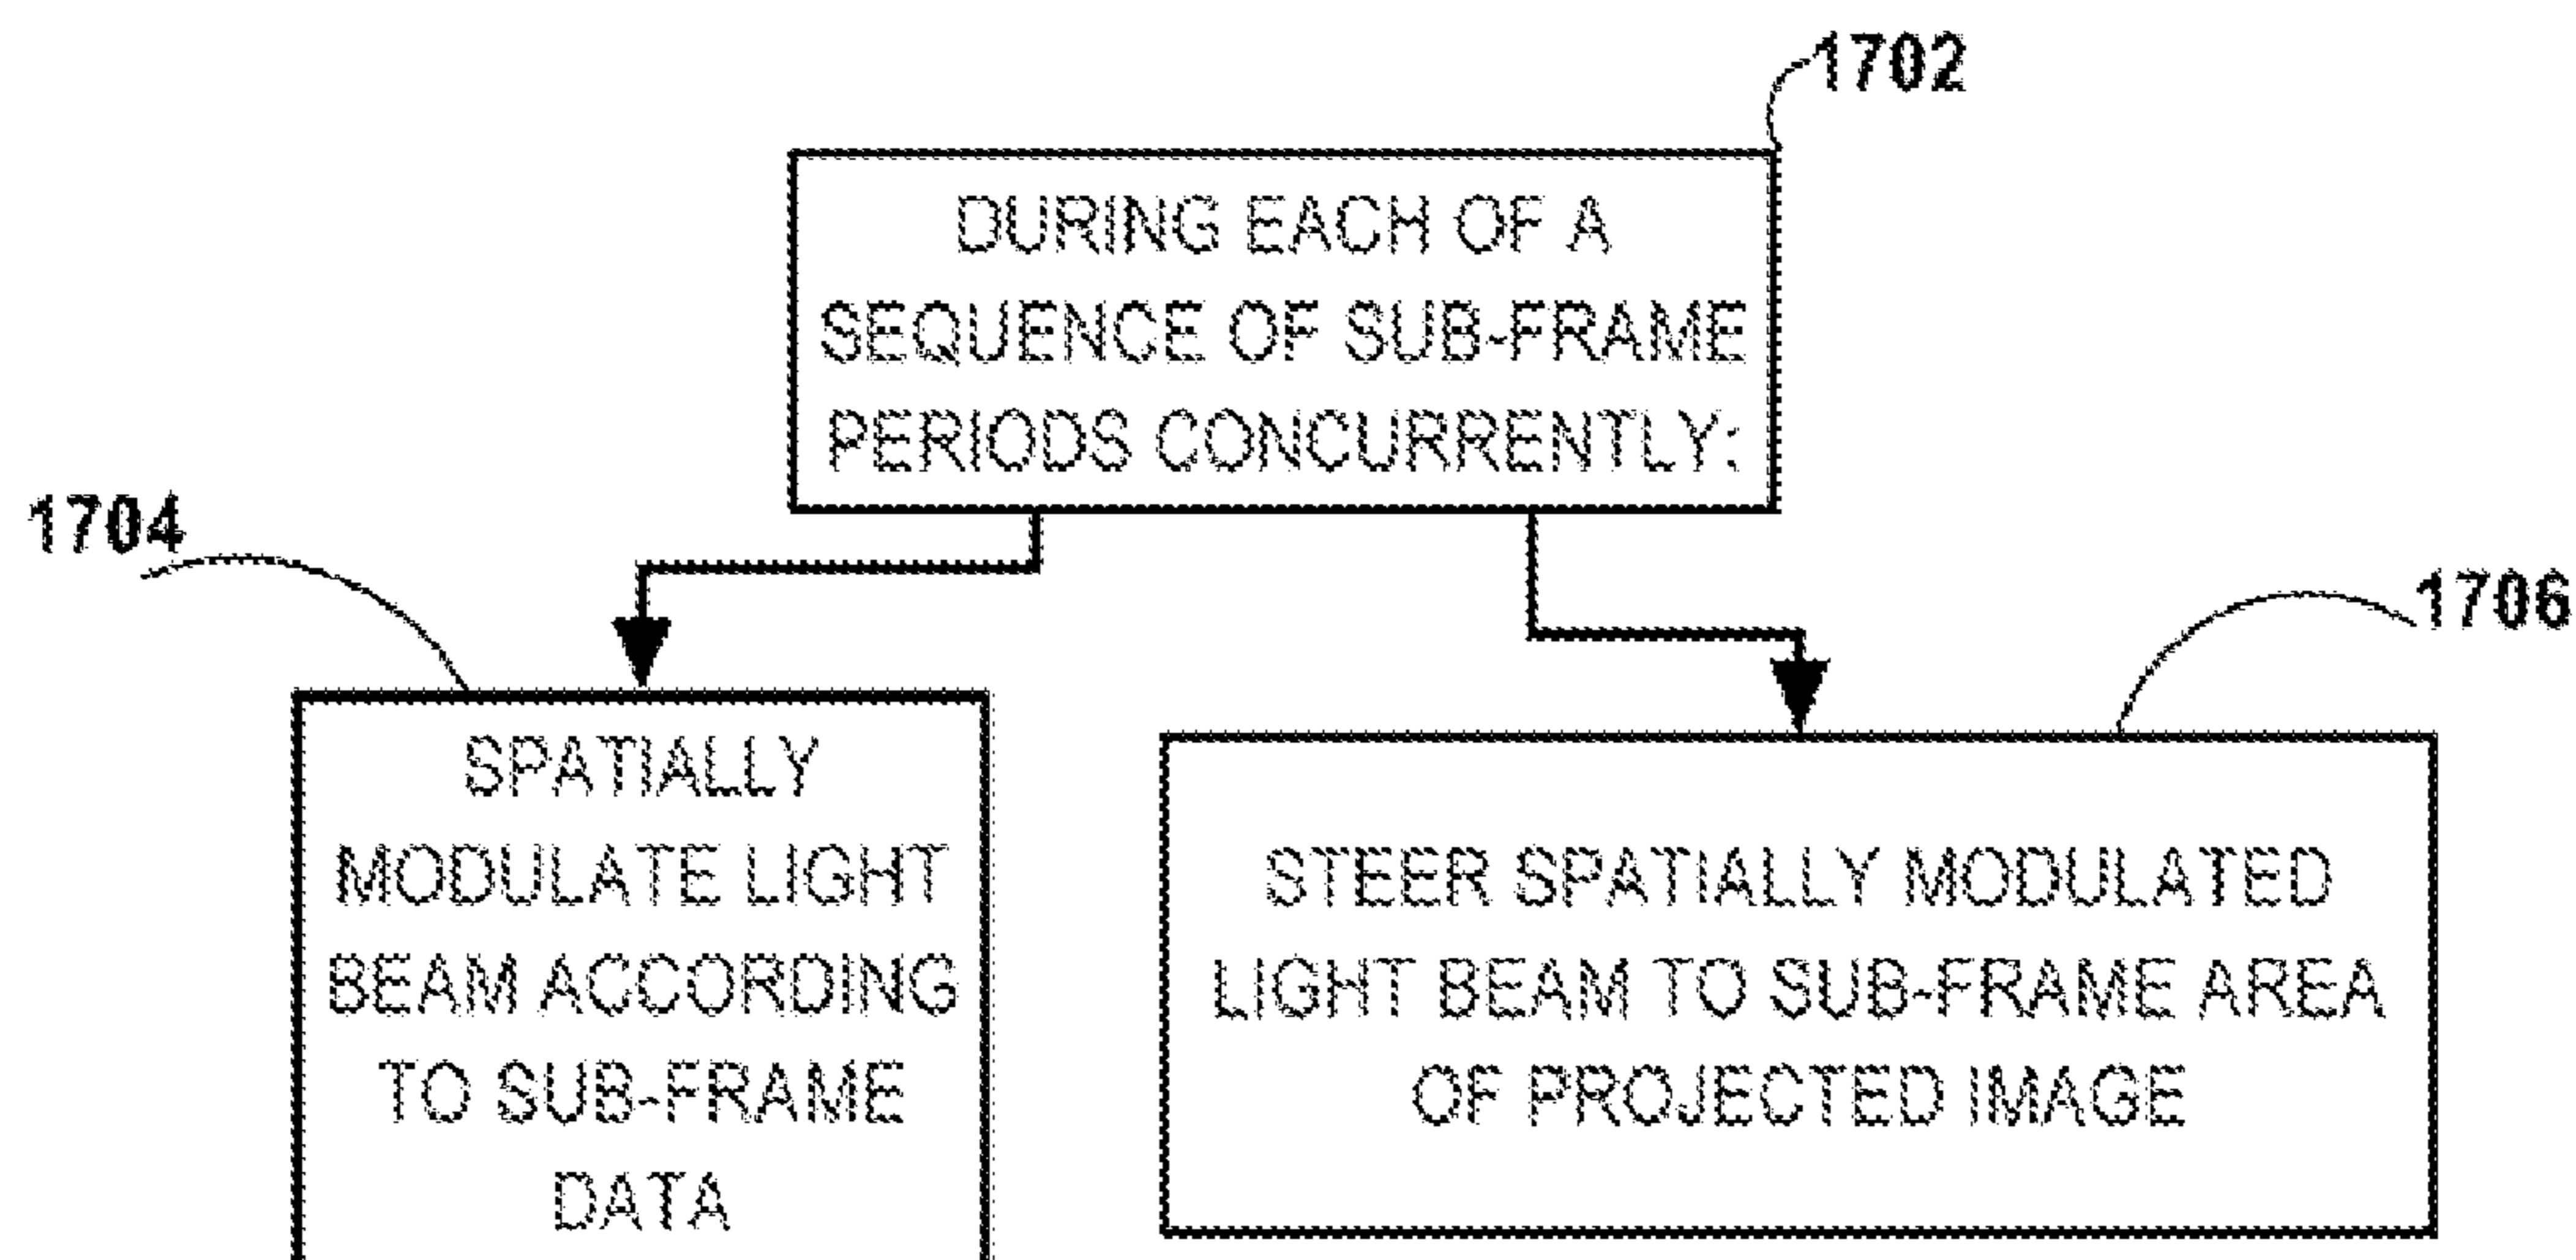 1702
DURING EACH OF A
SEQUENCE OF SUB-FRAME
PERIODS CONCURRENTLY:
1704
1706
SPATIALLY
MODULATE LIGHT
BEAM ACCORDING
TO SUB-FRAME
DATA
STEER SPATIALLY MODULATED
LIGHT BEAM TO SUB-FRAME AREA
OF PROJECTED IMAGE